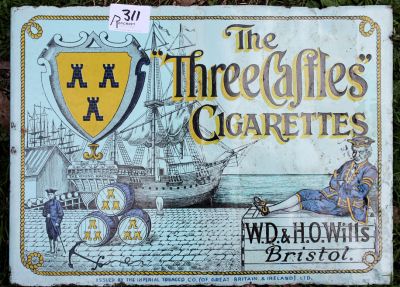 311
The
"Three Castles"
CIGARETTES
W.D. & H.O. Wills
Bristol.
ISSUED BY THE IMPERIAL TOBACCO CO. (OF GREAT BRITAIN & IRELAND), LTD.